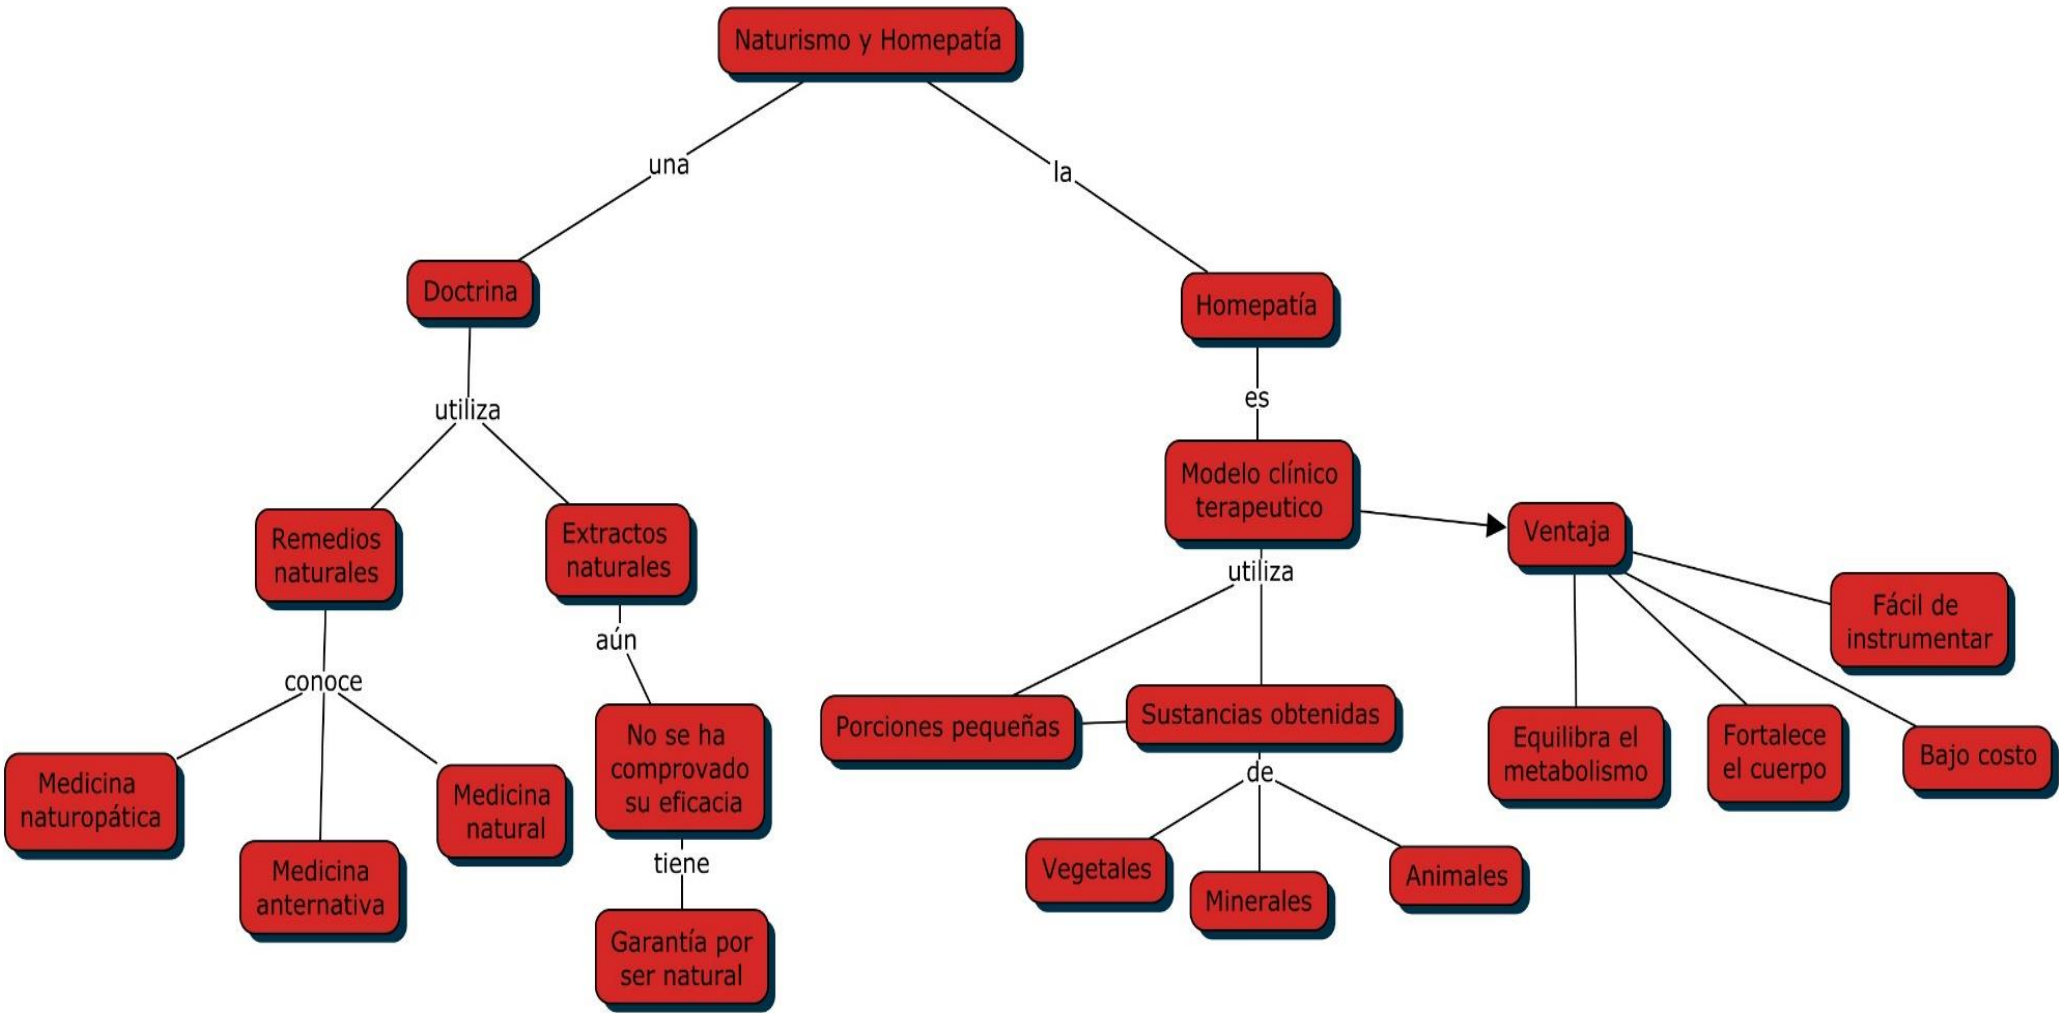 Naturismo y Homepatía
una
la
Doctrina
Homepatía
utiliza
es
Remedios
naturales
Extractos
naturales
Modelo clínico
terapeutico
Ventaja
conoce
aún
utiliza
Fácil de
instrumentar
Medicina
naturopática
Medicina
anternativa
Medicina
natural
No se ha
comprovado
su eficacia
Porciones pequeñas
Sustancias obtenidas
Equilibra el
metabolismo
Fortalece
el cuerpo
Bajo costo
tiene
de
Garantía por
ser natural
Vegetales
Minerales
Animales